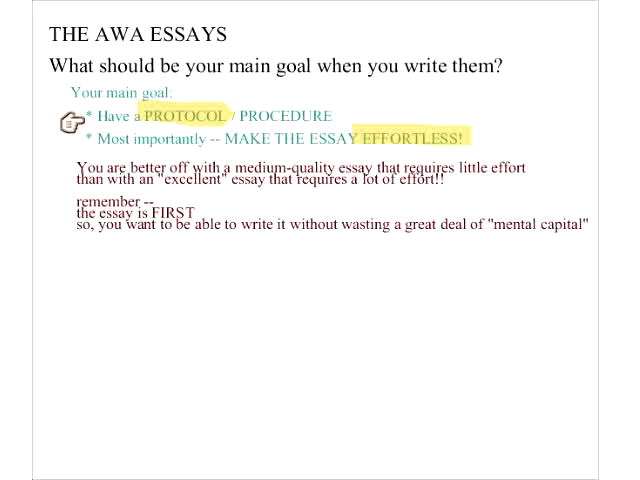 THE AWA ESSAYS
What should be your main goal when you write them?
Your main goal:
* Have a PROTOCOL / PROCEDURE
* Most importantly -- MAKE THE ESSAY EFFORTLESS!
You are better off with a medium-quality essay that requires little effort
than with an "excellent" essay that requires a lot of effort!!
remember --
the essay is FIRST
so, you want to be able to write it without wasting a great deal of "mental capital"